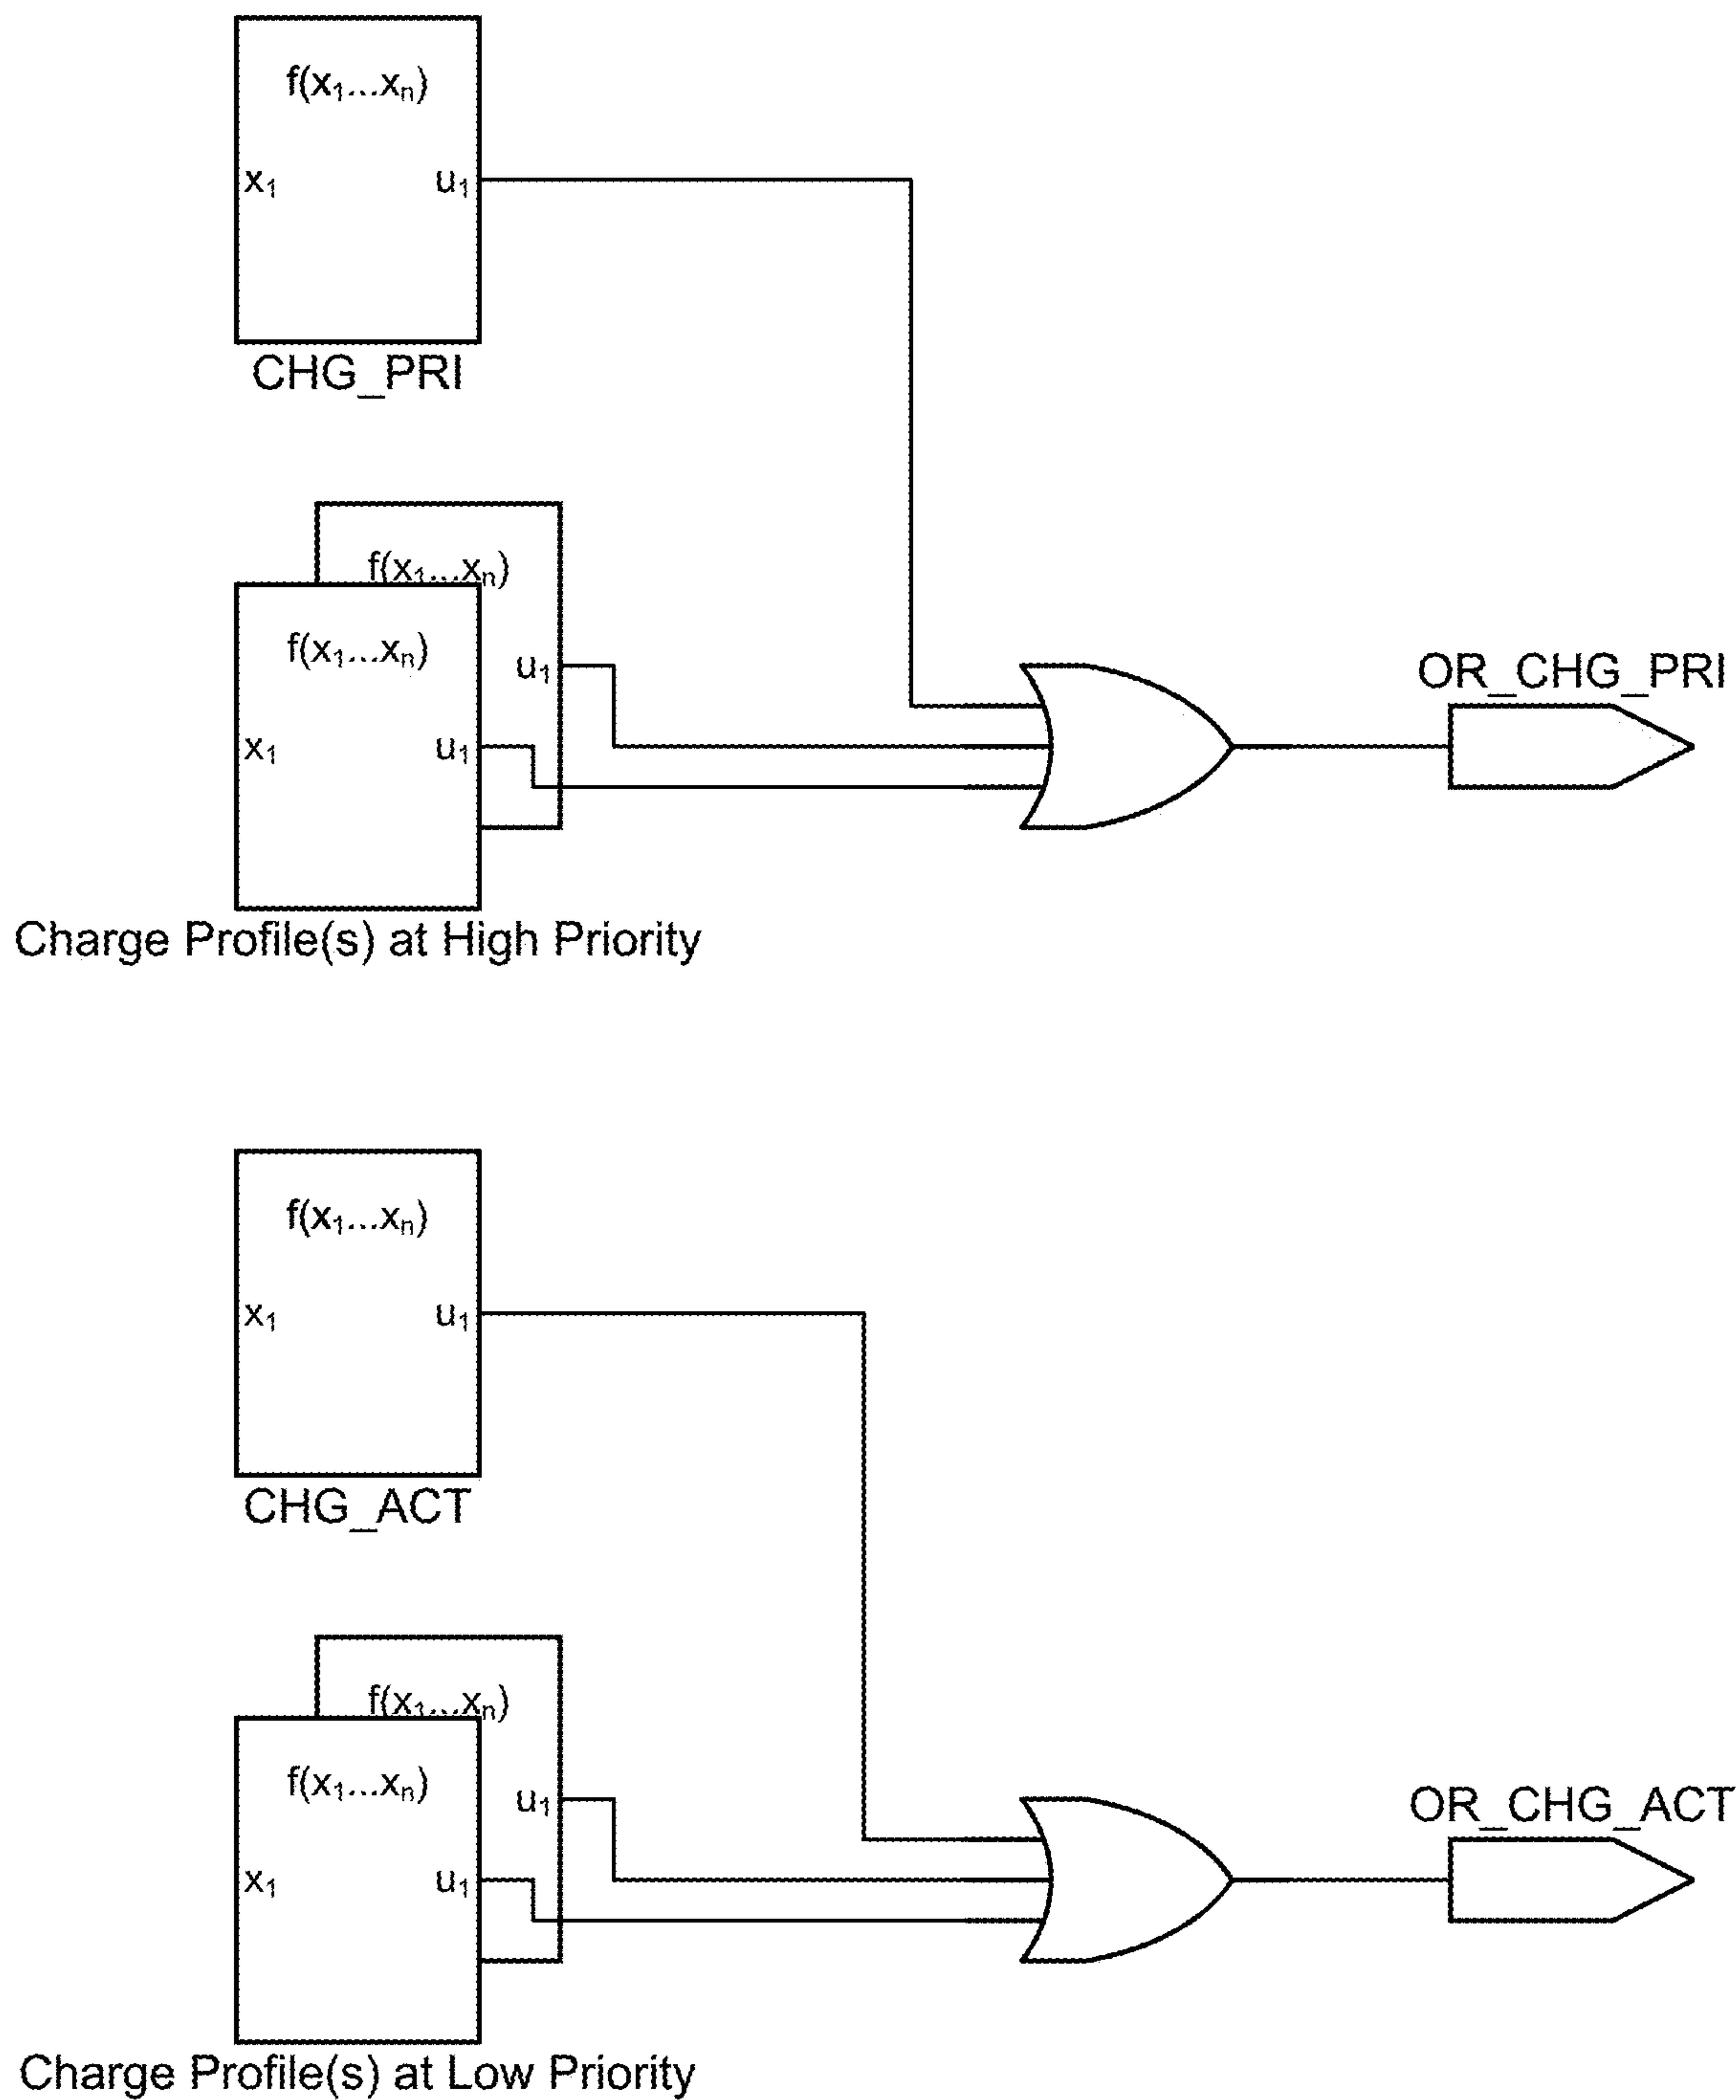 f(x₁...xₙ)
x₁ u₁
CHG_PRI
f(x₁...xₙ)
f(x₁...xₙ)
u₁
x₁ u₁
OR_CHG_PRI
Charge Profile(s) at High Priority
f(x₁...xₙ)
x₁ u₁
CHG_ACT
f(x₁...xₙ)
f(x₁...xₙ)
u₁
x₁ u₁
OR_CHG_ACT
Charge Profile(s) at Low Priority